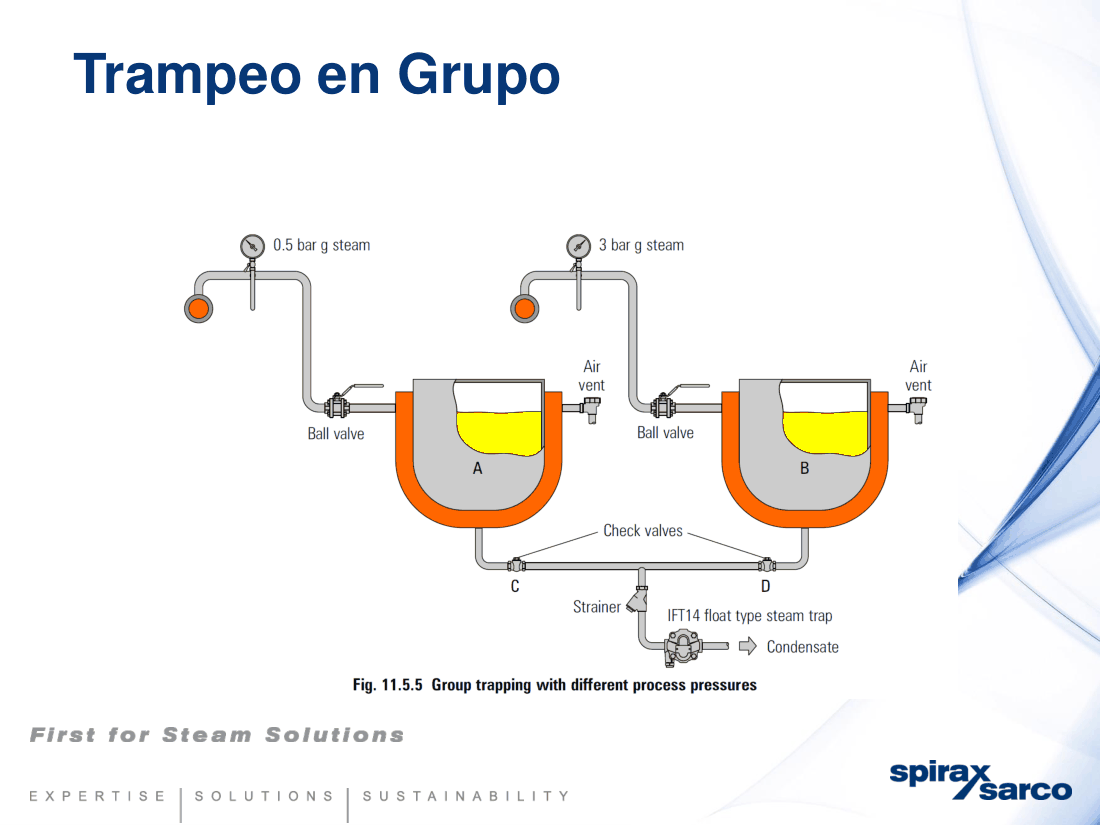 Trampeo en Grupo
0.5 bar g steam
3 bar g steam
Air
vent
Air
vent
Ball valve
Ball valve
A
B
Check valves
C
D
Strainer
IFT14 float type steam trap
Condensate
Fig. 11.5.5 Group trapping with different process pressures
First for Steam Solutions
EXPERTISE SOLUTIONS SUSTAINABILITY
spirax
sarco